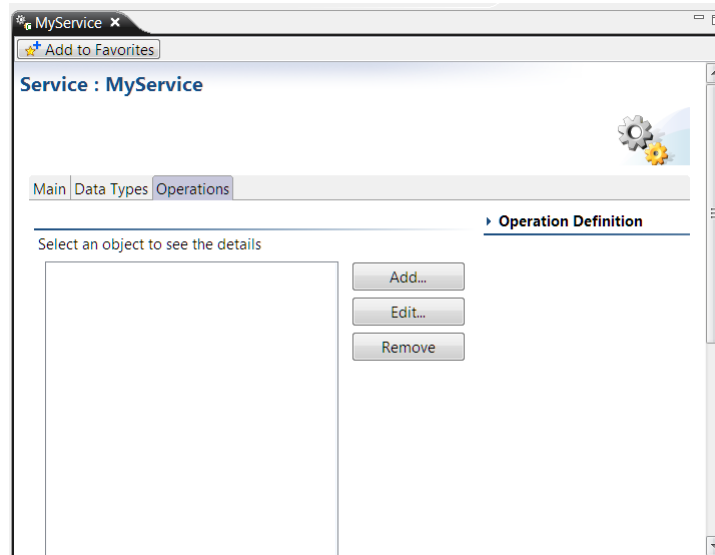 MyService
Add to Favorites
Service : MyService
Main Data Types Operations
Operation Definition
Select an object to see the details
Add...
Edit...
Remove